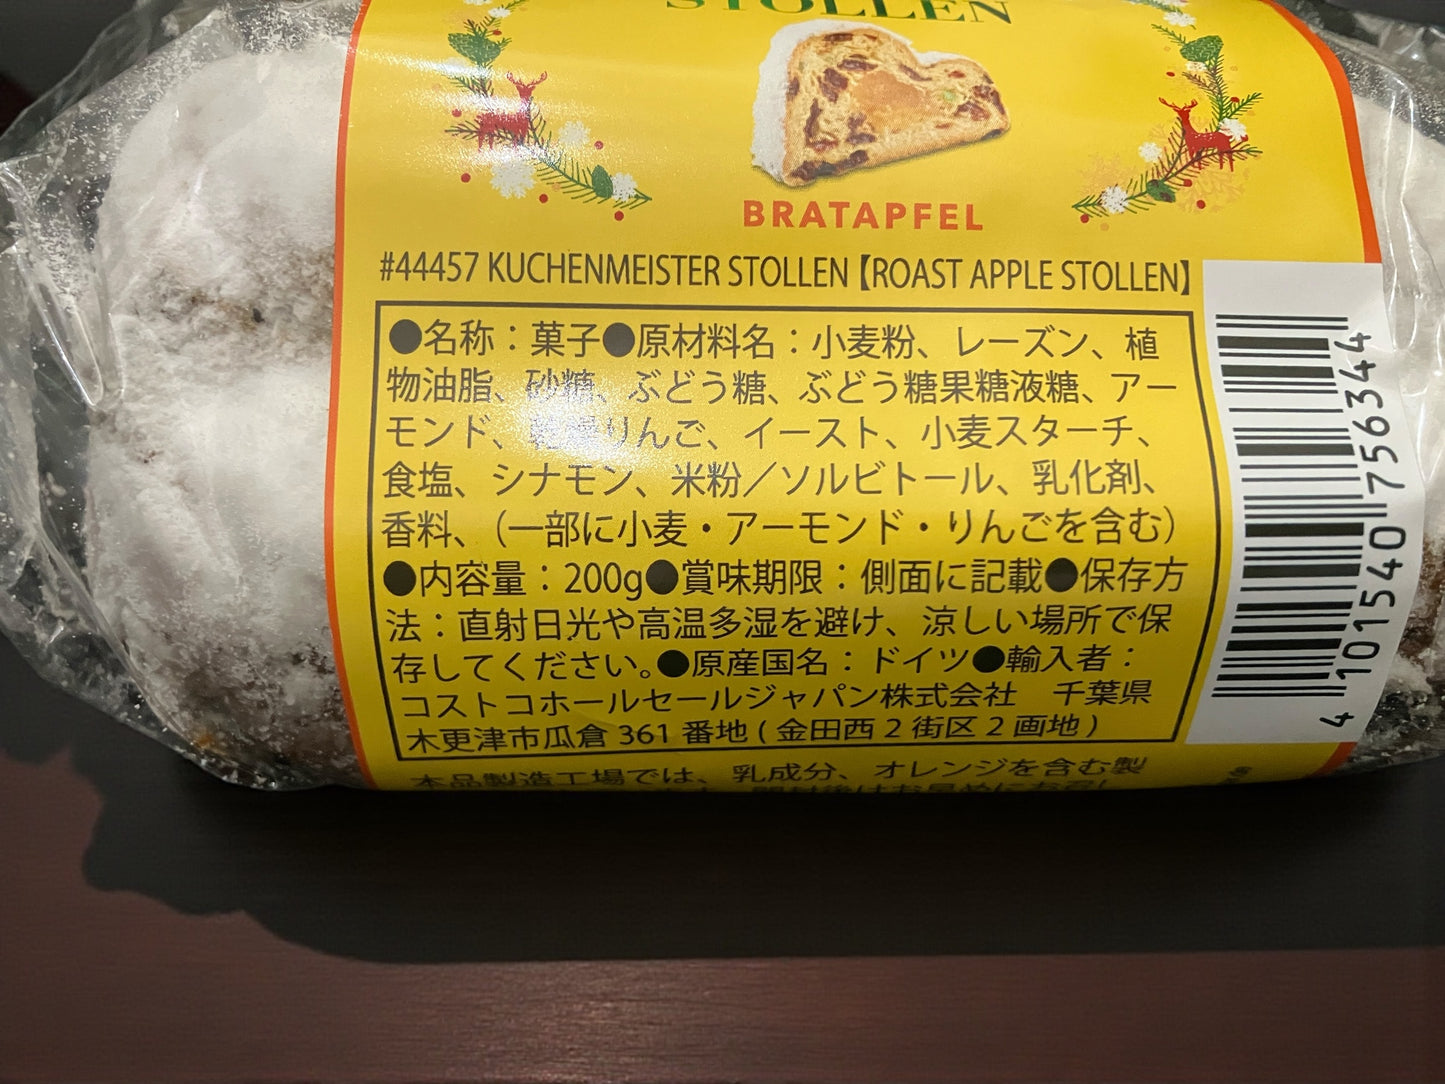 STOLLEN
BRATAPFEL
#44457 KUCHENMEISTER STOLLEN【ROAST APPLE STOLLEN】
●名称：菓子●原材料名：小麦粉、レーズン、植
物油脂、砂糖、ぶどう糖、ぶどう糖果糖液糖、アー
モンド、乾燥りんご、イースト、小麦スターチ、
食塩、シナモン、米粉／ソルビトール、乳化剤、
香料、（一部に小麦・アーモンド・りんごを含む）
●内容量：200g●賞味期限：側面に記載●保存方
法：直射日光や高温多湿を避け、涼しい場所で保
存してください。●原産国名：ドイツ●輸入者：
コストコホールセールジャパン株式会社　千葉県
木更津市瓜倉 361 番地 ( 金田西 2 街区 2 画地 )
本品製造工場では、乳成分、オレンジを含む製
4 101540 756344